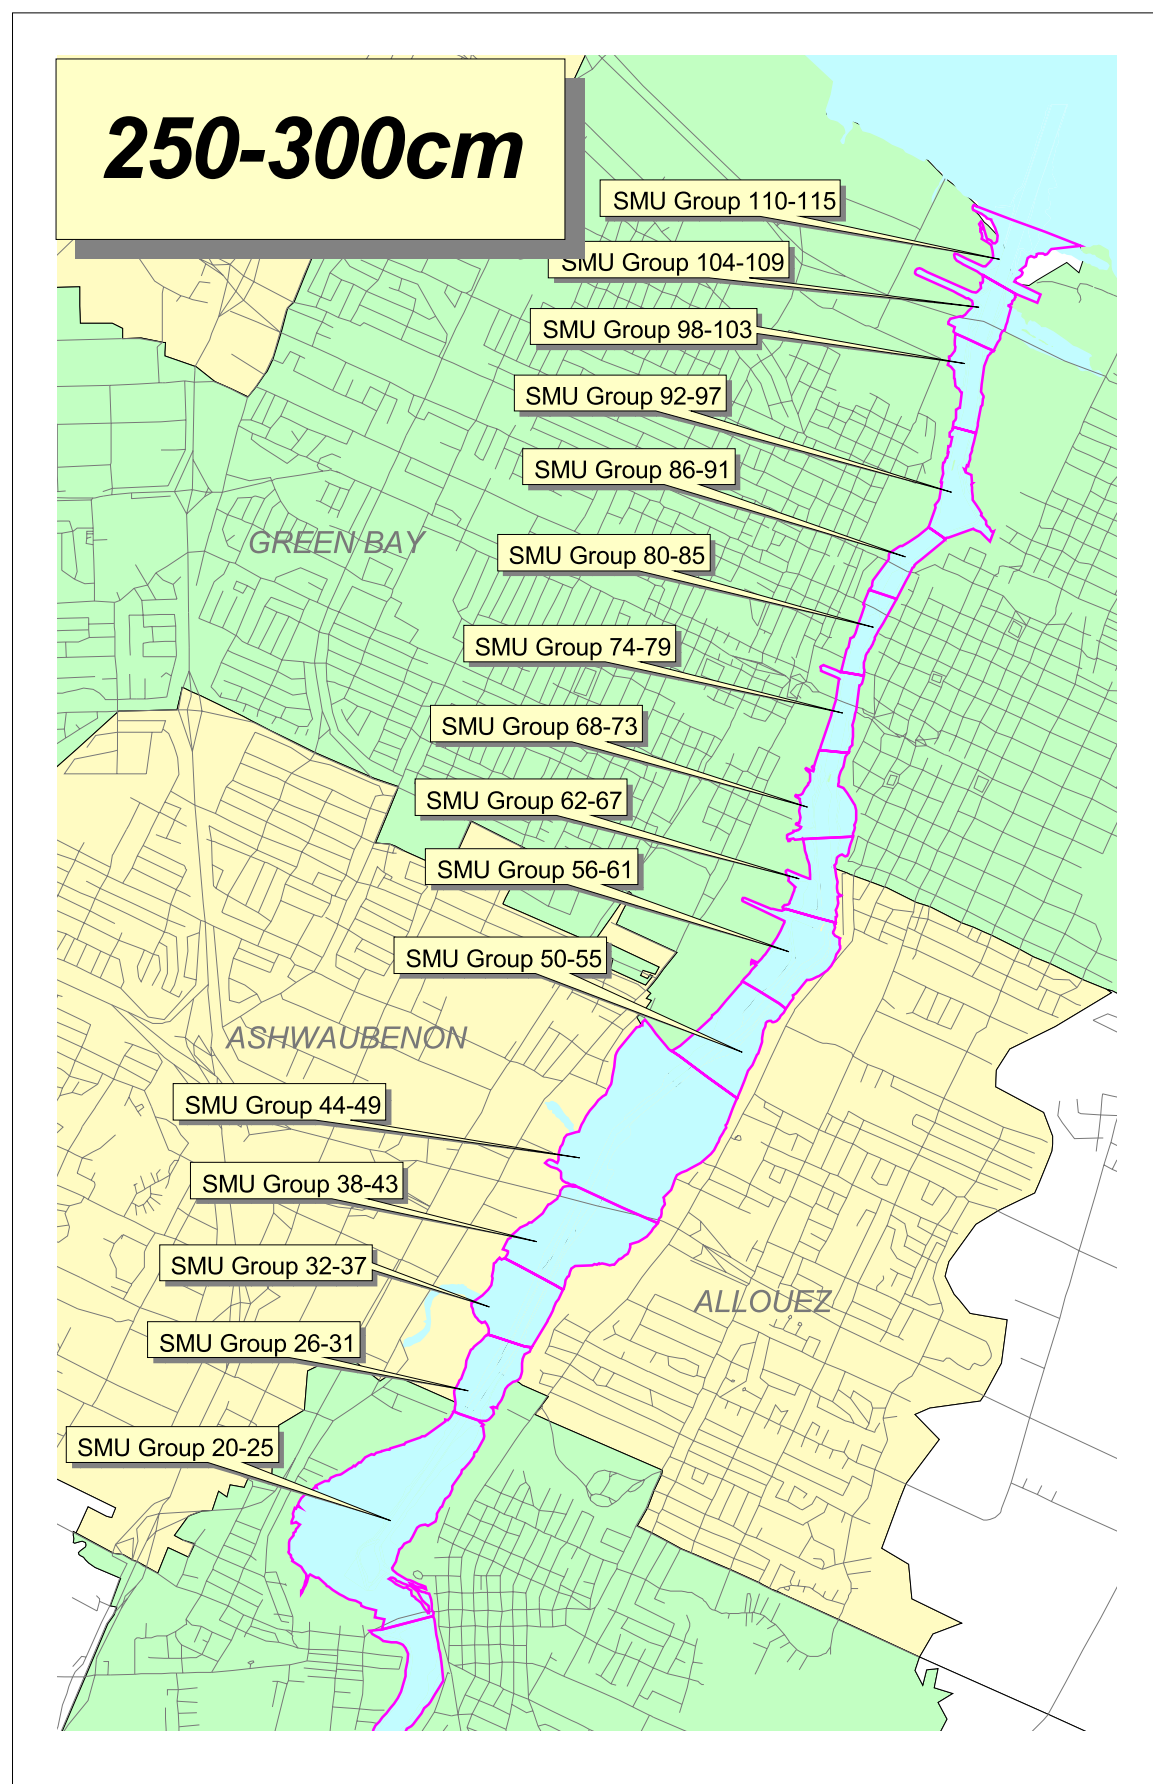 250-300cm
SMU Group 110-115
SMU Group 104-109
SMU Group 98-103
SMU Group 92-97
SMU Group 86-91
GREEN BAY
SMU Group 80-85
SMU Group 74-79
SMU Group 68-73
SMU Group 62-67
SMU Group 56-61
SMU Group 50-55
ASHWAUBENON
SMU Group 44-49
SMU Group 38-43
SMU Group 32-37
ALLOUEZ
SMU Group 26-31
SMU Group 20-25